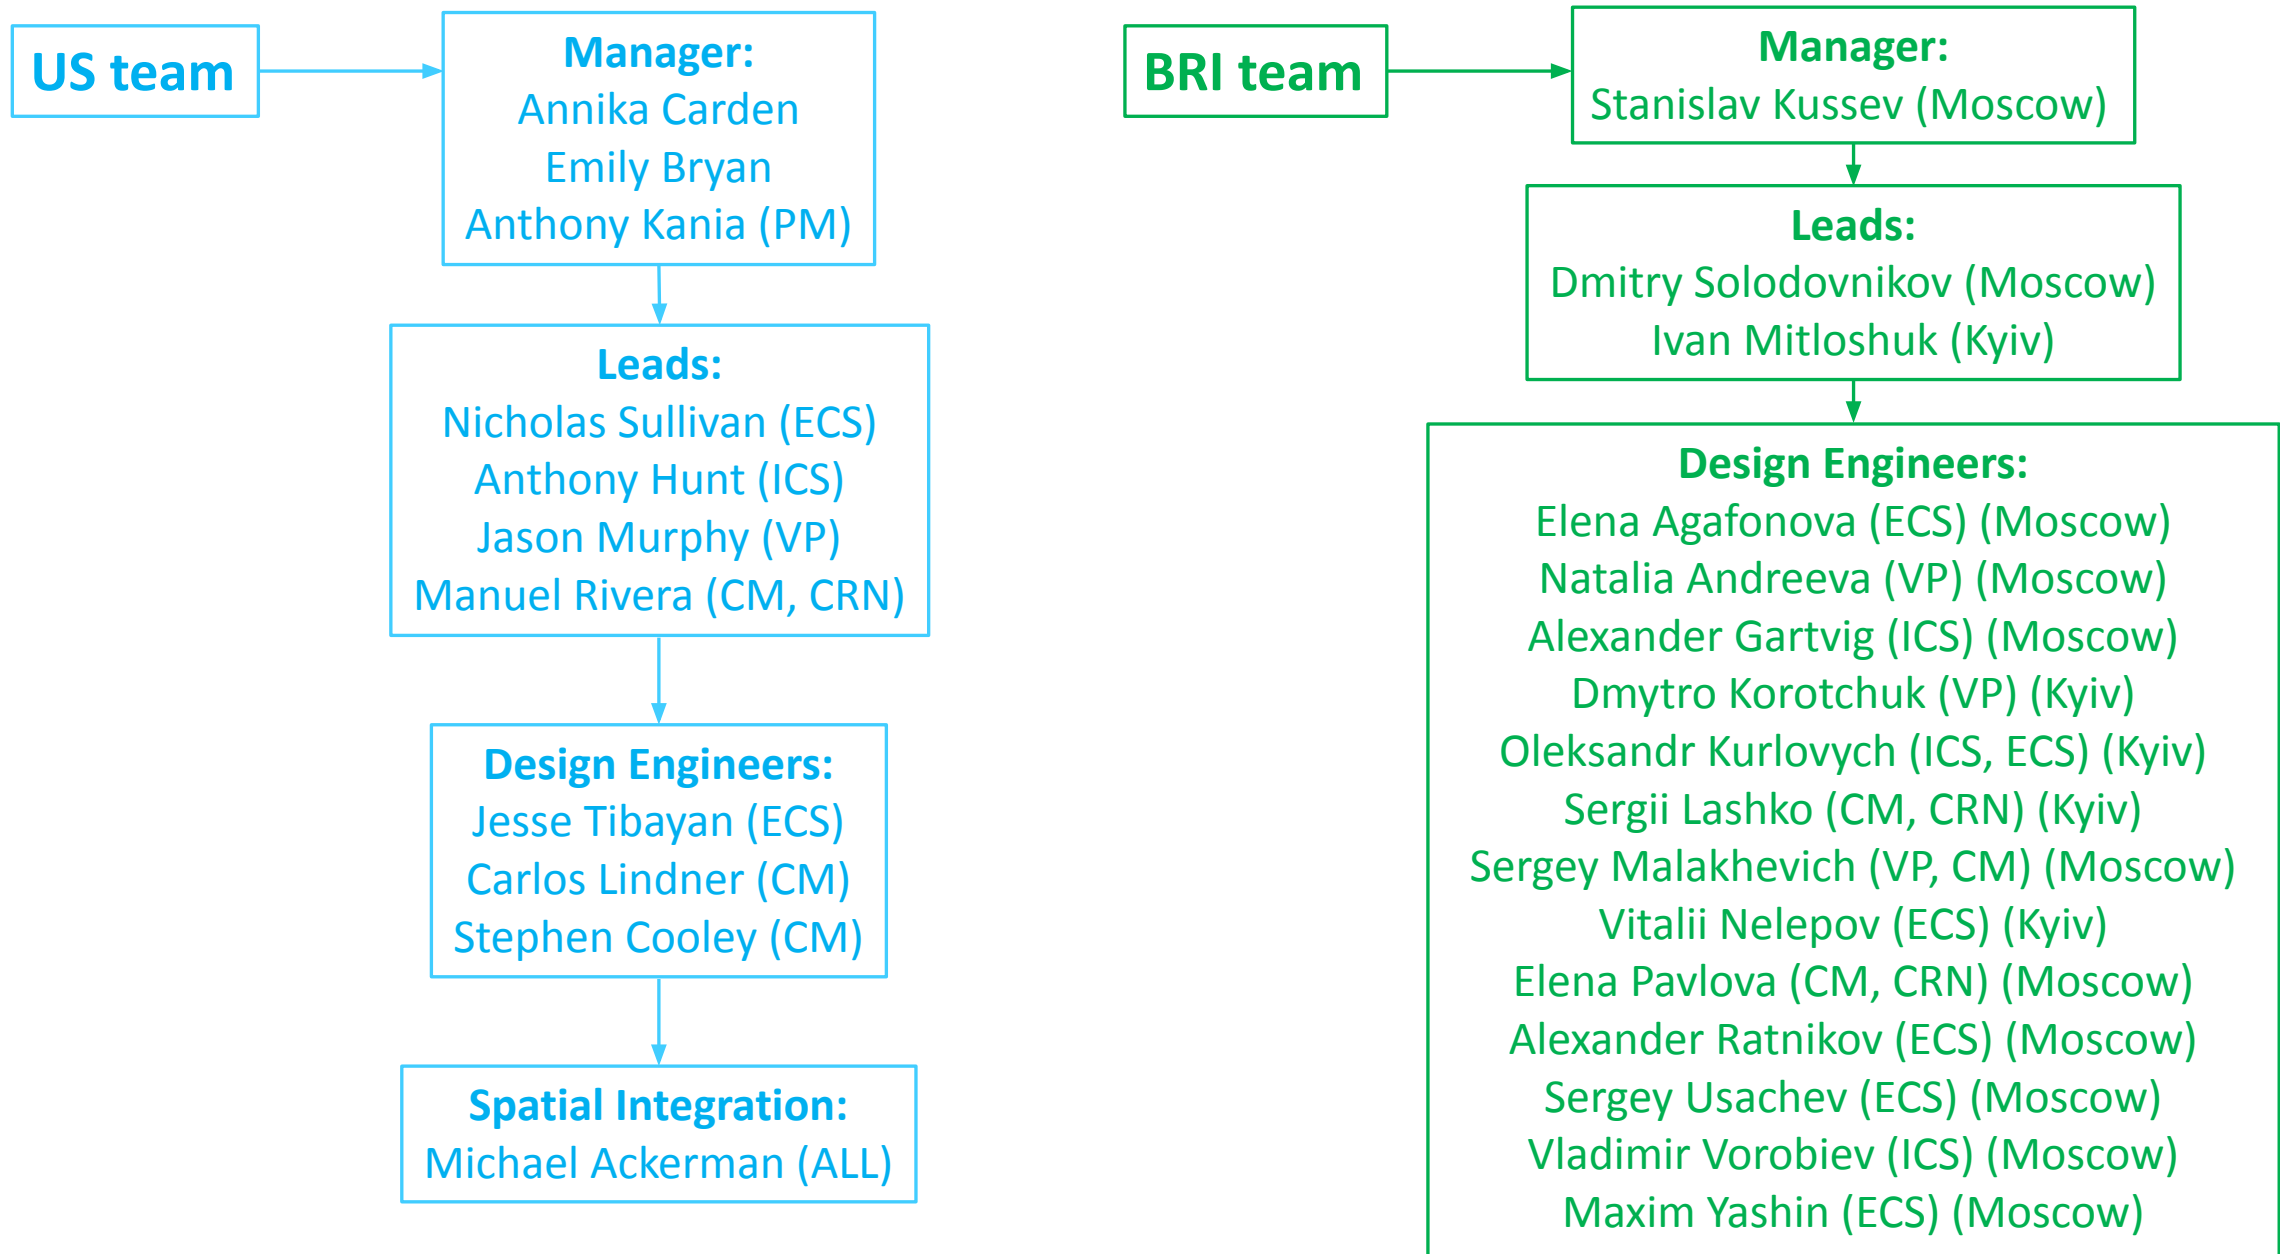 US team
Manager:
Annika Carden
Emily Bryan
Anthony Kania (PM)
Leads:
Nicholas Sullivan (ECS)
Anthony Hunt (ICS)
Jason Murphy (VP)
Manuel Rivera (CM, CRN)
Design Engineers:
Jesse Tibayan (ECS)
Carlos Lindner (CM)
Stephen Cooley (CM)
Spatial Integration:
Michael Ackerman (ALL)
BRI team
Manager:
Stanislav Kussev (Moscow)
Leads:
Dmitry Solodovnikov (Moscow)
Ivan Mitloshuk (Kyiv)
Design Engineers:
Elena Agafonova (ECS) (Moscow)
Natalia Andreeva (VP) (Moscow)
Alexander Gartvig (ICS) (Moscow)
Dmytro Korotchuk (VP) (Kyiv)
Oleksandr Kurlovych (ICS, ECS) (Kyiv)
Sergii Lashko (CM, CRN) (Kyiv)
Sergey Malakhevich (VP, CM) (Moscow)
Vitalii Nelepov (ECS) (Kyiv)
Elena Pavlova (CM, CRN) (Moscow)
Alexander Ratnikov (ECS) (Moscow)
Sergey Usachev (ECS) (Moscow)
Vladimir Vorobiev (ICS) (Moscow)
Maxim Yashin (ECS) (Moscow)